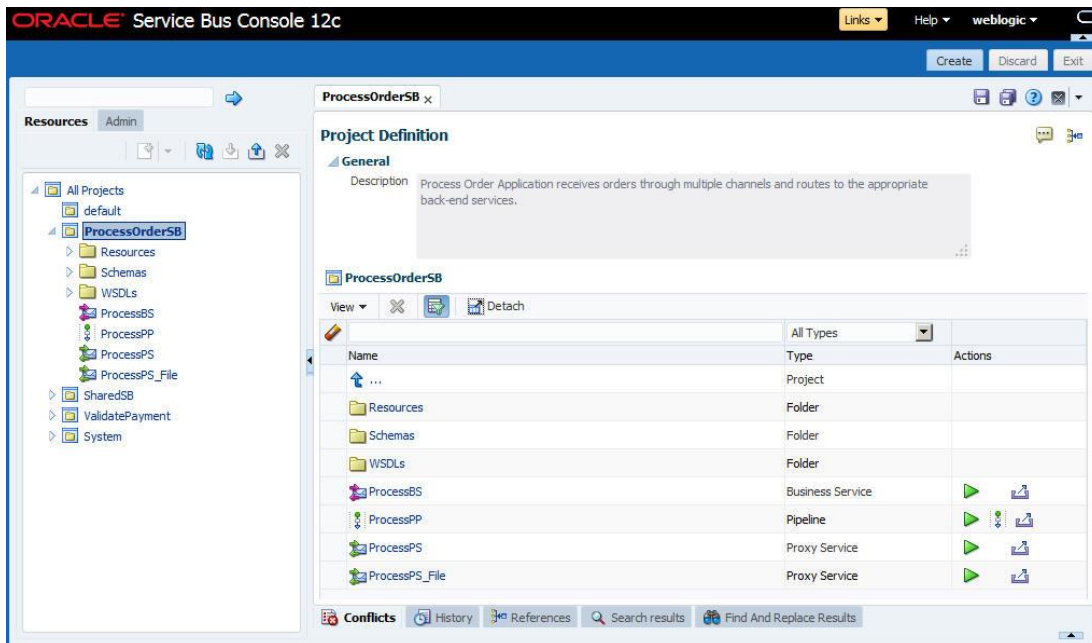 ORACLE® Service Bus Console 12c
Links
Help
weblogic
Create
Discard
Exit
Resources
Admin
All Projects
default
ProcessOrderSB
Resources
Schemas
WSDLs
ProcessBS
ProcessPP
ProcessPS
ProcessPS_File
SharedSB
ValidatePayment
System
ProcessOrderSB
Project Definition
General
Description Process Order Application receives orders through multiple channels and routes to the appropriate
back-end services.
ProcessOrderSB
View
Detach
All Types
Name Type Actions
... Project
Resources Folder
Schemas Folder
WSDLs Folder
ProcessBS Business Service
ProcessPP Pipeline
ProcessPS Proxy Service
ProcessPS_File Proxy Service
Conflicts History References Search results Find And Replace Results